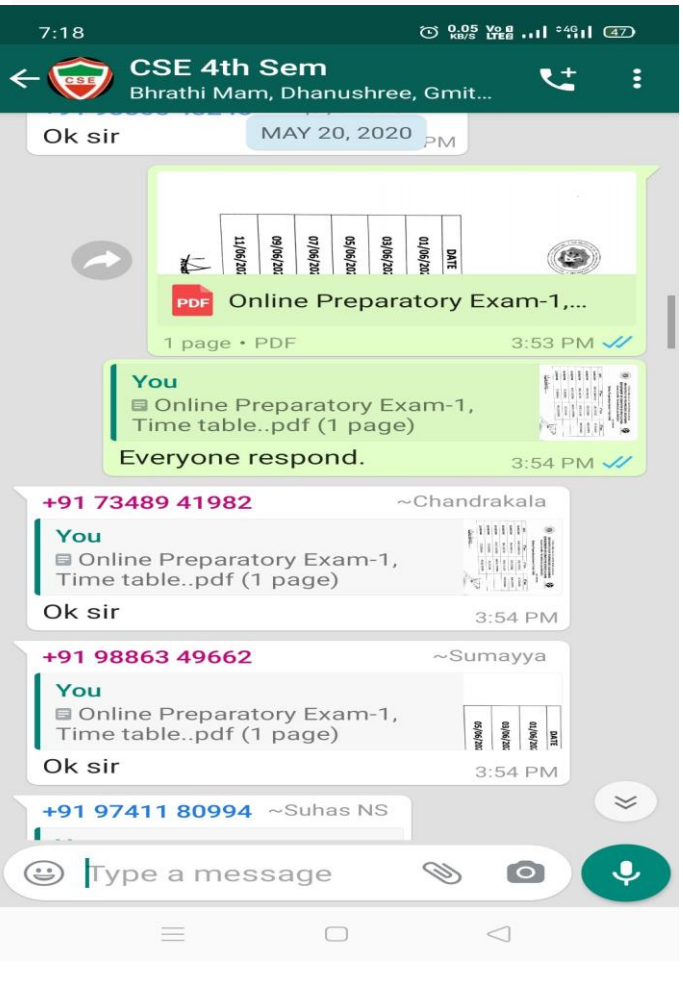 7:18
0.05 KB/S Vo LTE 4G 47
CSE
CSE 4th Sem
Bhrathi Mam, Dhanushree, Gmit...
Ok sir
MAY 20, 2020
PM
11/06/202
09/06/202
07/06/202
05/06/202
03/06/202
01/06/202
DATE
PDF
Online Preparatory Exam-1,...
1 page • PDF
3:53 PM
You
Online Preparatory Exam-1,
Time table..pdf (1 page)
Everyone respond.
3:54 PM
+91 73489 41982 ~Chandrakala
You
Online Preparatory Exam-1,
Time table..pdf (1 page)
Ok sir
3:54 PM
+91 98863 49662 ~Sumayya
You
Online Preparatory Exam-1,
Time table..pdf (1 page)
05/06/202
03/06/202
01/06/202
DATE
Ok sir
3:54 PM
+91 97411 80994 ~Suhas NS
Type a message